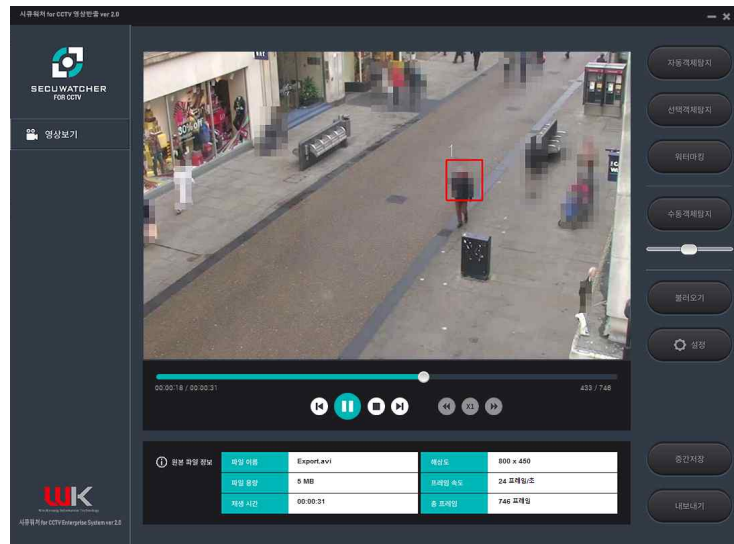 시큐워처 for CCTV 영상반출 ver 2.0
SECUWATCHER
FOR CCTV
영상보기
자동객체탐지
선택객체탐지
워터마킹
수동객체탐지
불러오기
설정
중간저장
내보내기
30% off
1
00:00:18 / 00:00:31
433 / 746
X1
원본 파일 정보
파일 이름 Export.avi 해상도 800 x 450
파일 용량 5 MB 프레임 속도 24 프레임/초
재생 시간 00:00:31 총 프레임 746 프레임
WK
시큐워처 for CCTV Enterprise System ver 2.0